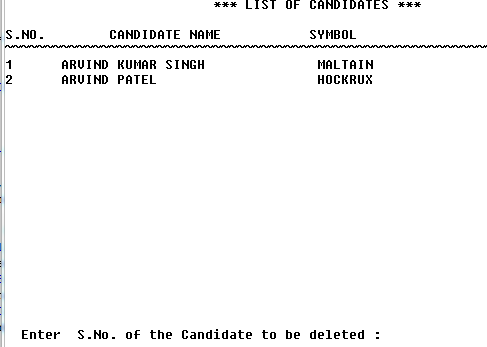 *** LIST OF CANDIDATES ***
S.NO. CANDIDATE NAME SYMBOL
1 ARVIND KUMAR SINGH MALTAIN
2 ARVIND PATEL HOCKRUX
Enter S.No. of the Candidate to be deleted :